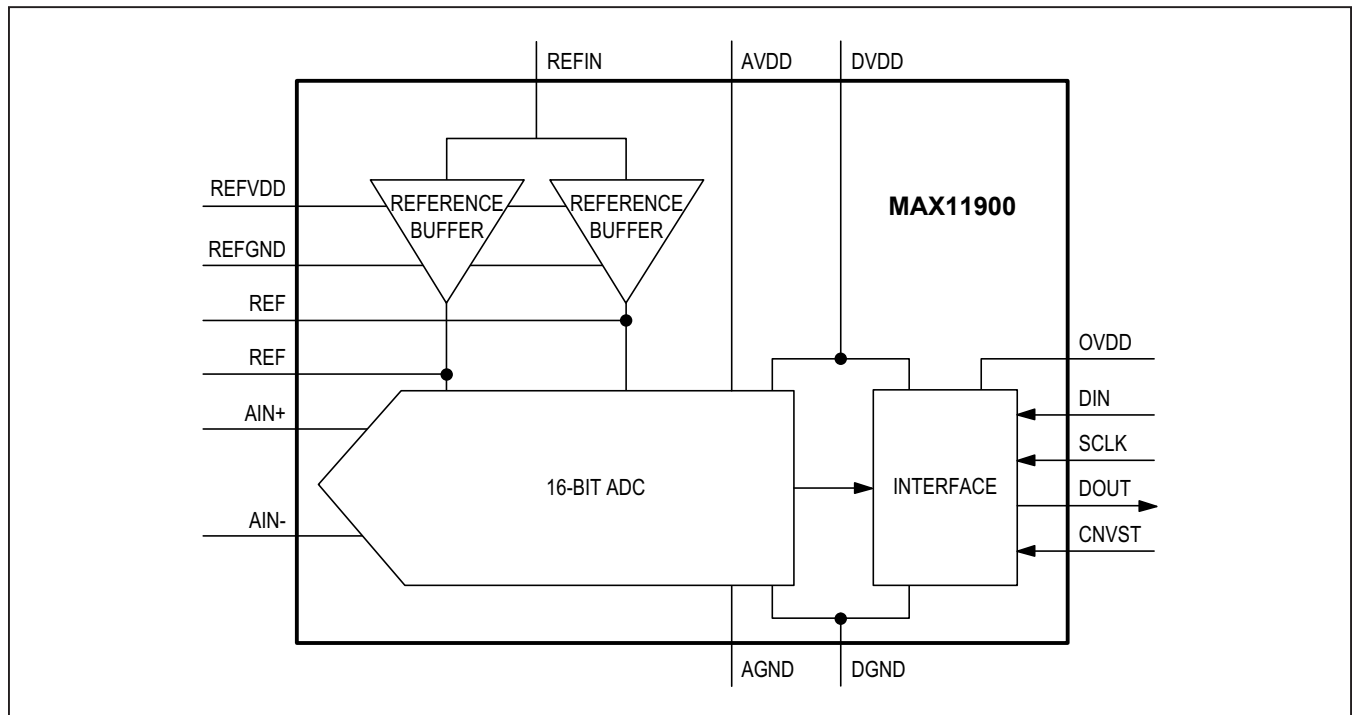 REFIN
AVDD
DVDD
REFVDD
REFERENCE
BUFFER
REFERENCE
BUFFER
MAX11900
REFGND
REF
REF
OVDD
AIN+
DIN
SCLK
16-BIT ADC
INTERFACE
DOUT
AIN-
CNVST
AGND
DGND